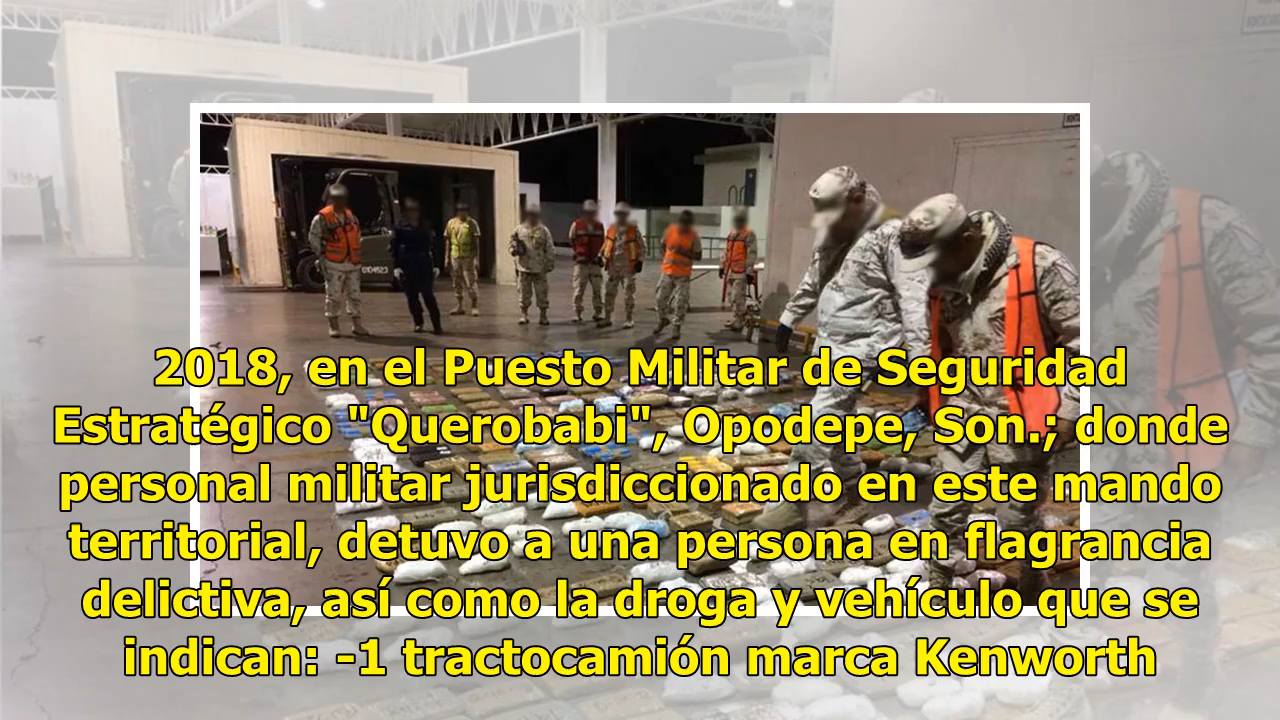 0104523
2018, en el Puesto Militar de Seguridad
Estratégico "Querobabi", Opodepe, Son.; donde
personal militar jurisdiccionado en este mando
territorial, detuvo a una persona en flagrancia
delictiva, así como la droga y vehículo que se
indican: -1 tractocamión marca Kenworth